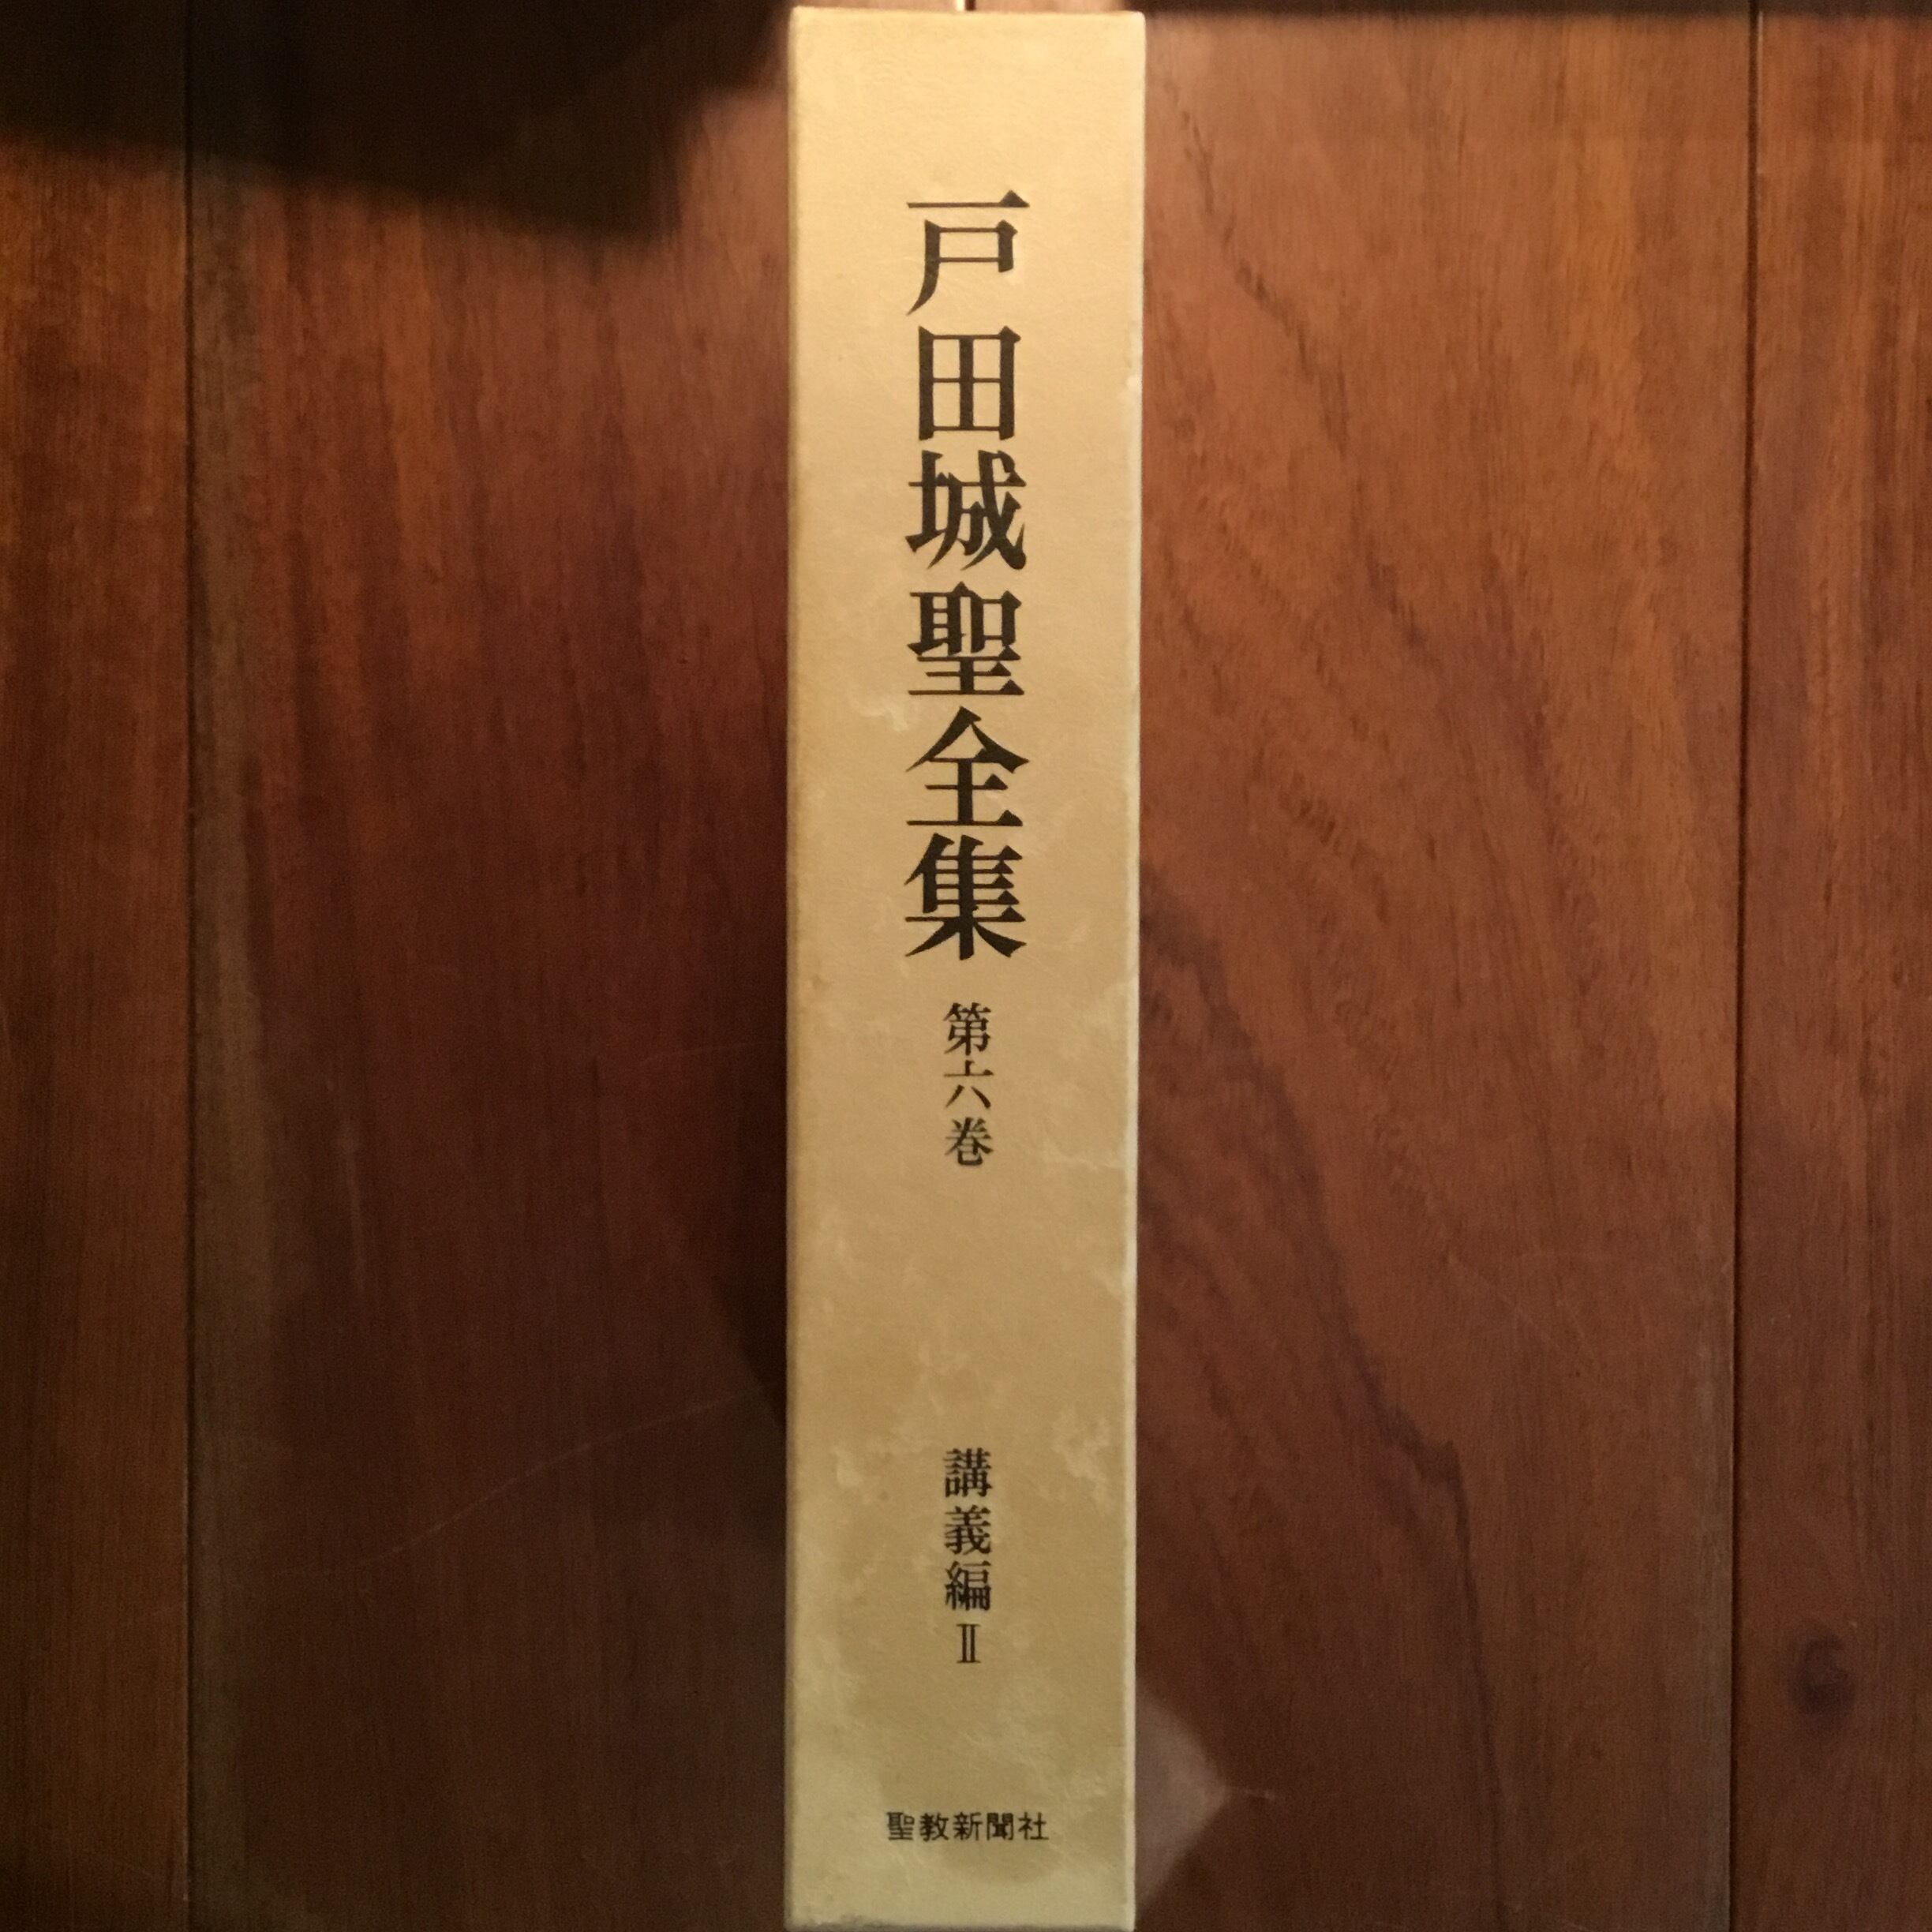 戸田城聖全集
第六巻
講義編Ⅱ
聖教新聞社